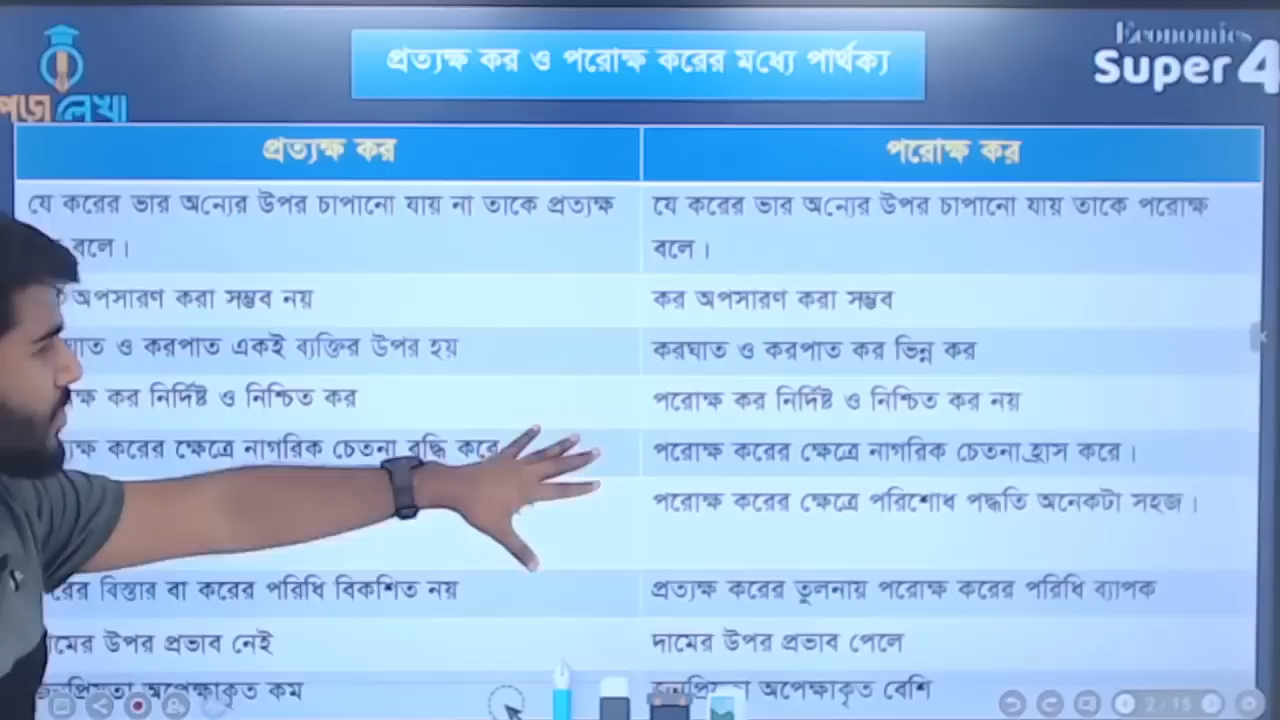 পড়ালেখা
Economics
Super 4
প্রত্যক্ষ কর ও পরোক্ষ করের মধ্যে পার্থক্য
প্রত্যক্ষ কর
পরোক্ষ কর
যে করের ভার অন্যের উপর চাপানো যায় না তাকে প্রত্যক্ষ
বলে।
যে করের ভার অন্যের উপর চাপানো যায় তাকে পরোক্ষ
বলে।
অপসারণ করা সম্ভব নয়
কর অপসারণ করা সম্ভব
ও করপাত একই ব্যক্তির উপর হয়
করঘাত ও করপাত কর ভিন্ন কর
কর নির্দিষ্ট ও নিশ্চিত কর
পরোক্ষ কর নির্দিষ্ট ও নিশ্চিত কর নয়
করের ক্ষেত্রে নাগরিক চেতনা বৃদ্ধি করে
পরোক্ষ করের ক্ষেত্রে নাগরিক চেতনা হ্রাস করে।
পরোক্ষ করের ক্ষেত্রে পরিশোধ পদ্ধতি অনেকটা সহজ।
বিস্তার বা করের পরিধি বিকশিত নয়
প্রত্যক্ষ করের তুলনায় পরোক্ষ করের পরিধি ব্যাপক
উপর প্রভাব নেই
দামের উপর প্রভাব পেলে
অপেক্ষাকৃত কম
অপেক্ষাকৃত বেশি
2 / 15